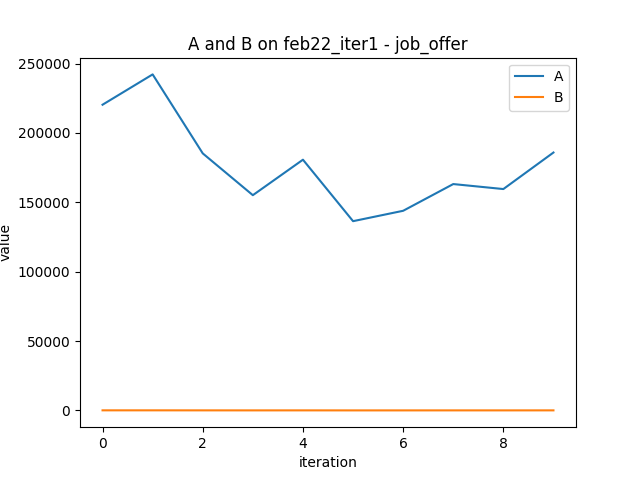 A and B on feb22_iter1 - job_offer
250000
200000
150000
100000
50000
0
value
A
B
0 2 4 6 8
iteration